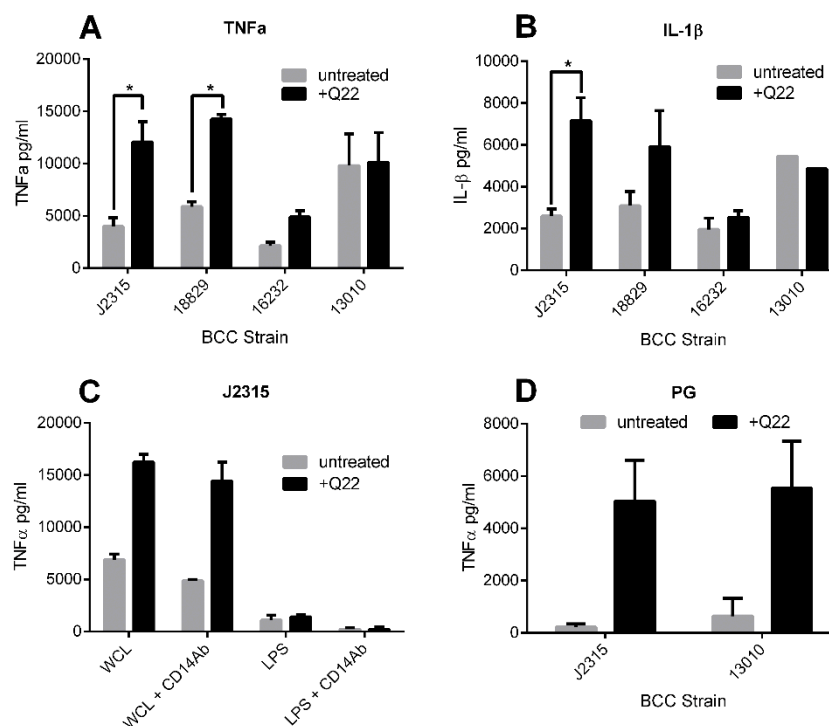 A
TNFa
TNFa pg/ml
20000
15000
10000
5000
0
* *
untreated
+Q22
J2315
18829
16232
13010
BCC Strain
B
IL-1β
IL-β pg/ml
10000
8000
6000
4000
2000
0
*
untreated
+Q22
J2315
18829
16232
13010
BCC Strain
C
J2315
TNFα pg/ml
20000
15000
10000
5000
0
untreated
+Q22
WCL
WCL + CD14Ab
LPS
LPS + CD14Ab
D
PG
TNFα pg/ml
8000
6000
4000
2000
0
untreated +Q22
J2315
13010
BCC Strain